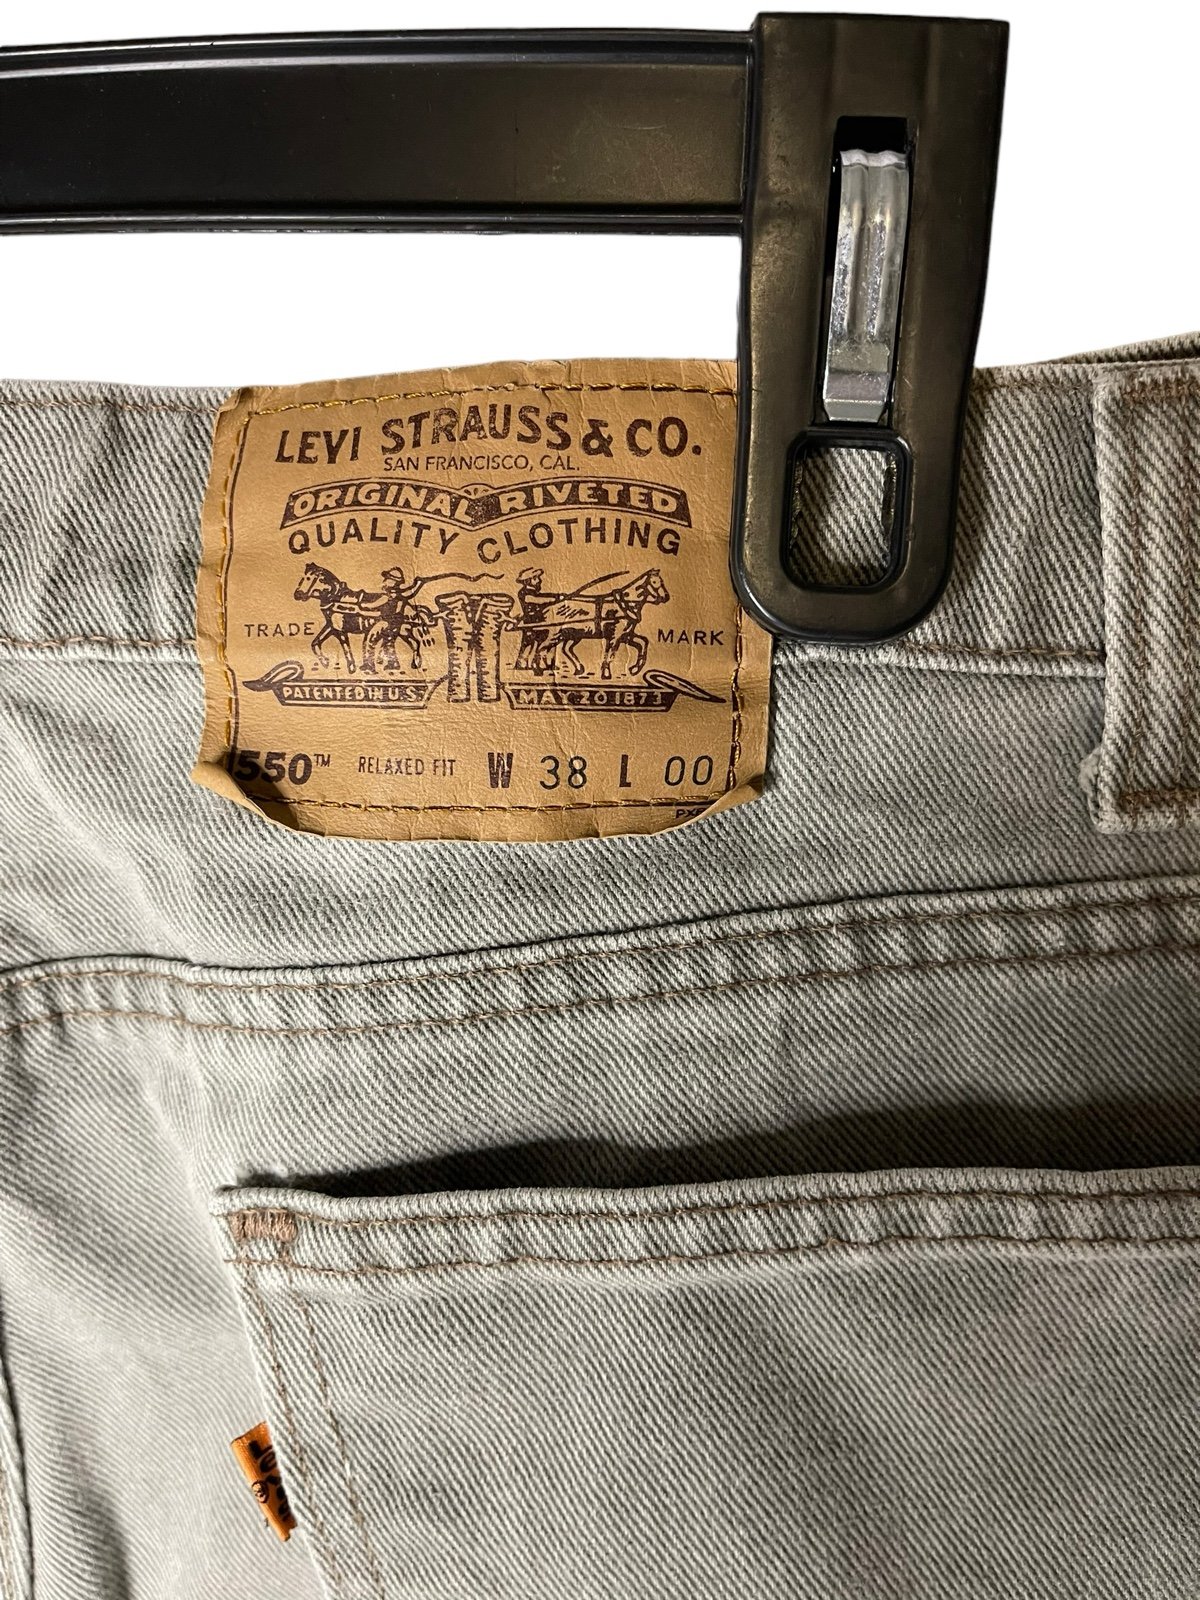 LEVI STRAUSS & CO.
SAN FRANCISCO, CAL.
ORIGINAL RIVETED
QUALITY CLOTHING
TRADE MARK
PATENTED IN U.S. MAY 20 1873
550™ RELAXED FIT W 38 L 00